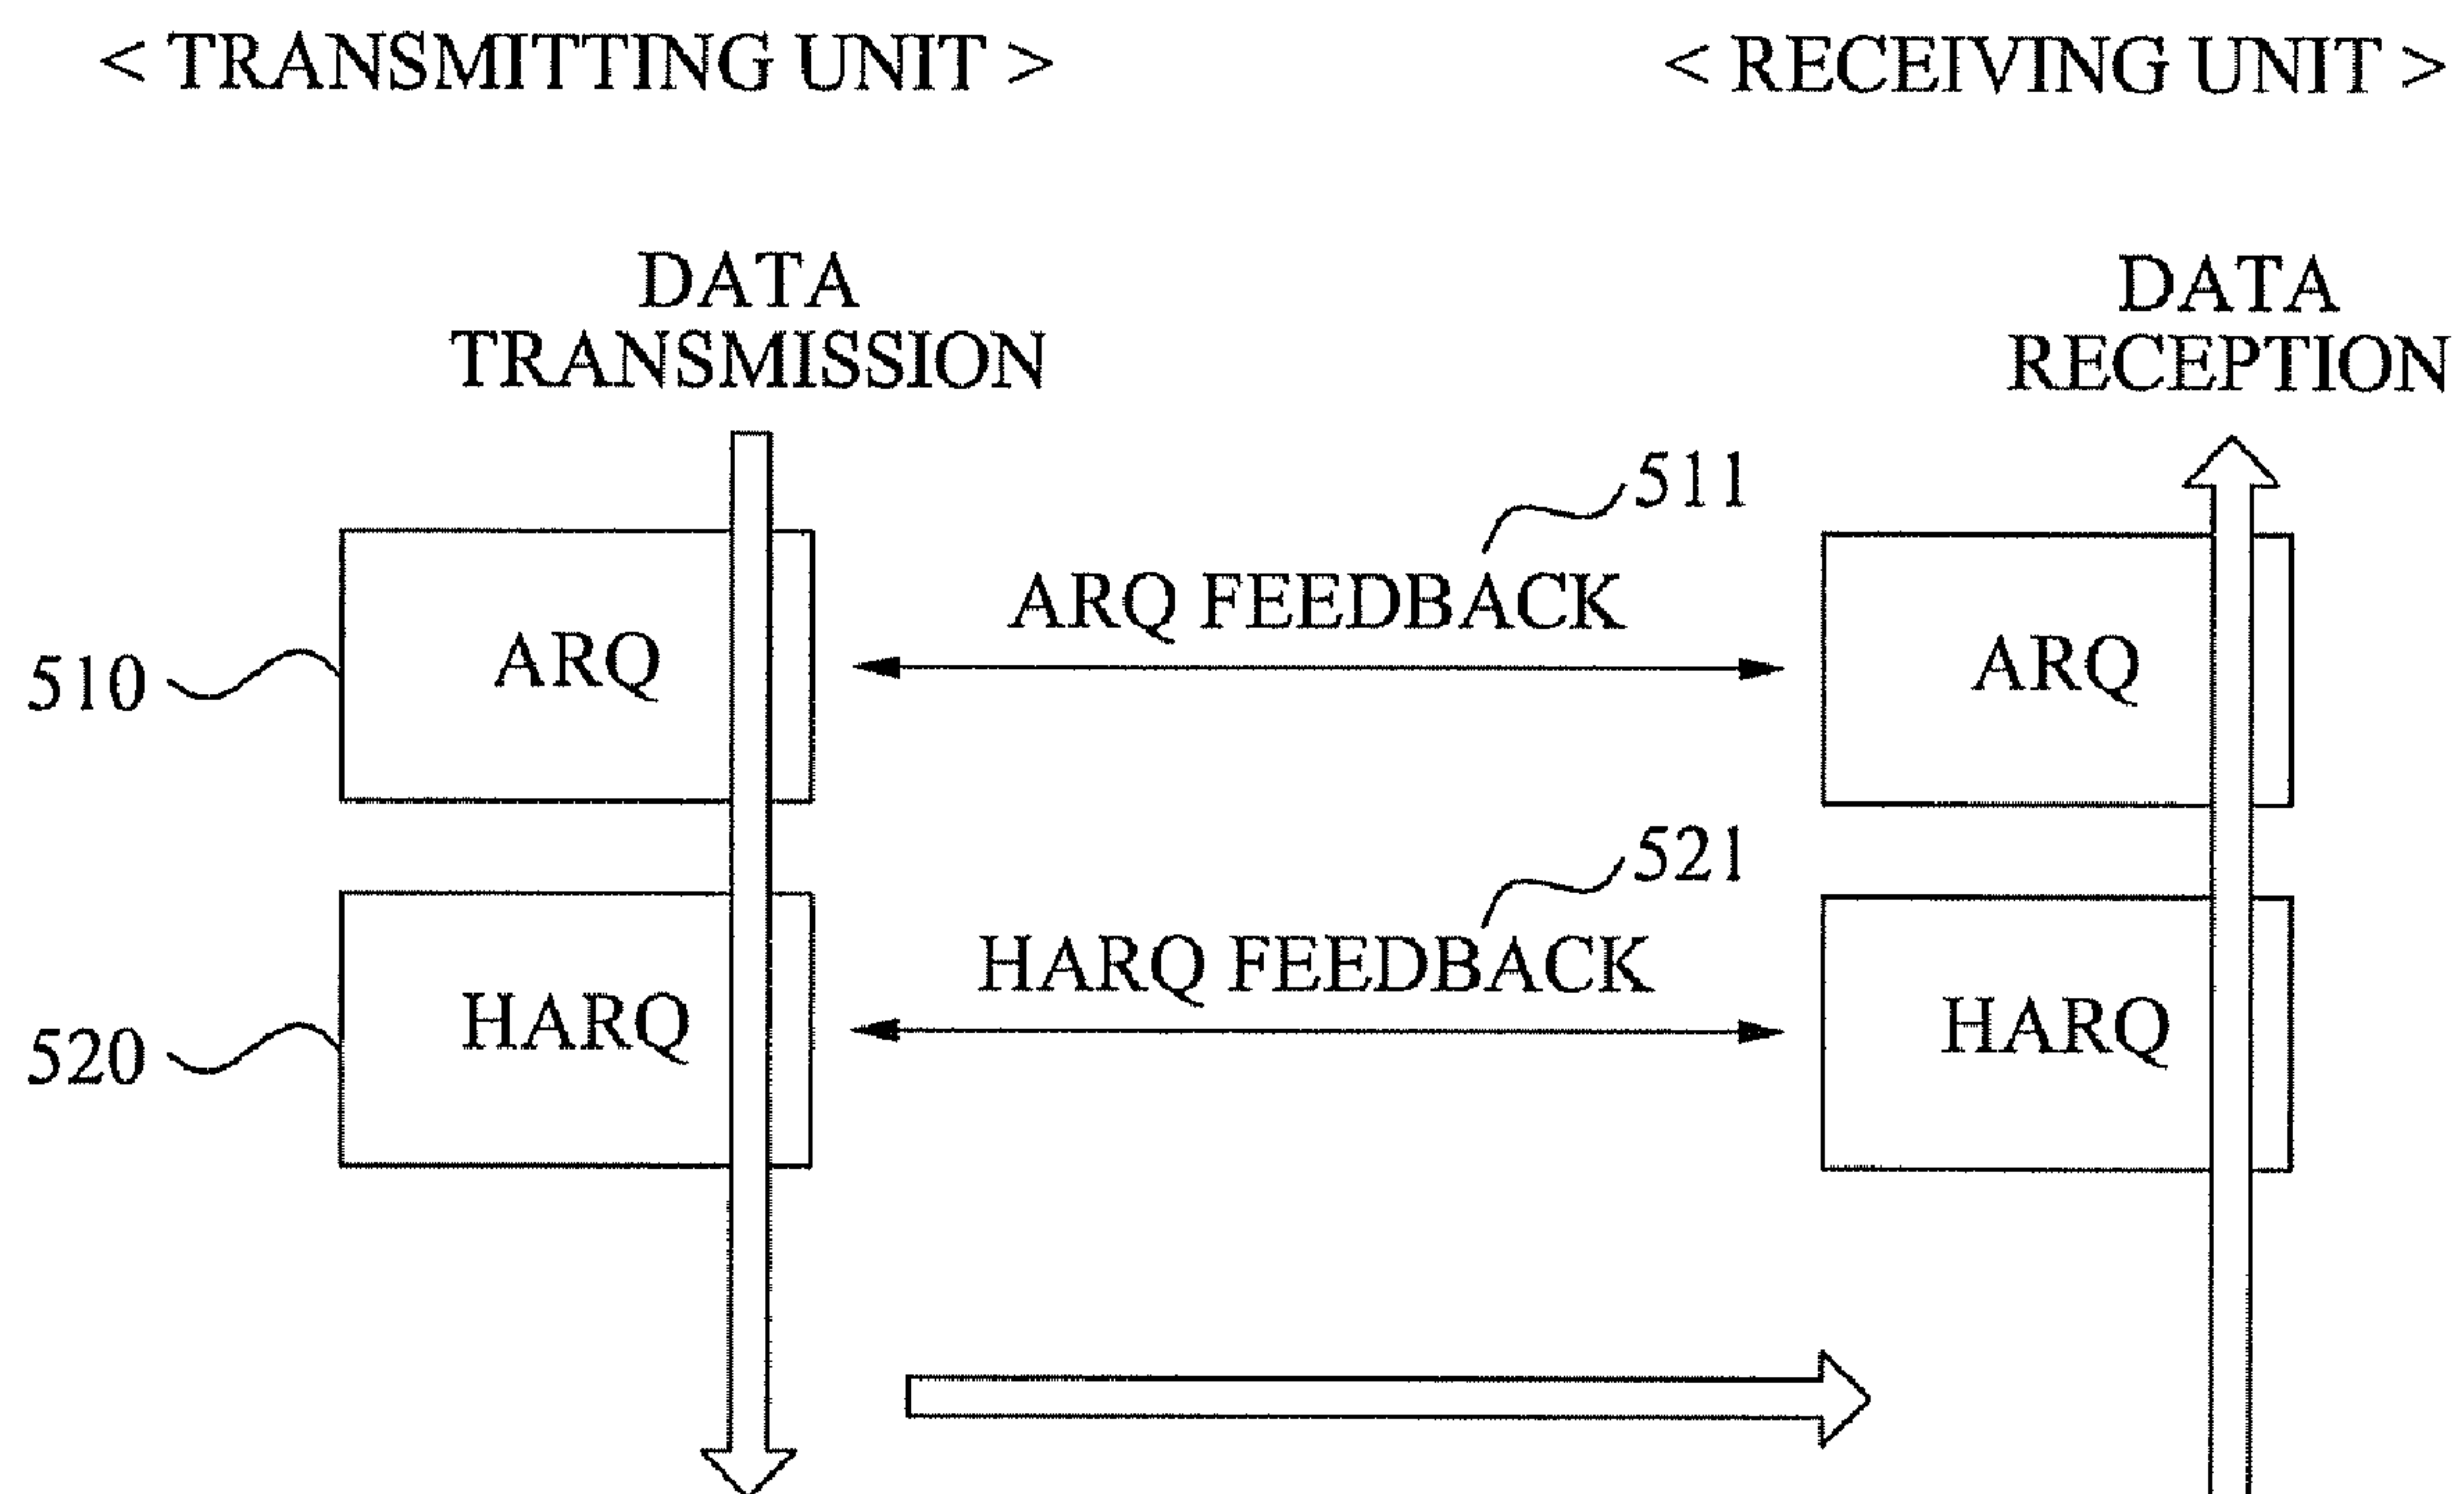 < TRANSMITTING UNIT >
< RECEIVING UNIT >
DATA
TRANSMISSION
DATA
RECEPTION
511
ARQ FEEDBACK
510
ARQ
ARQ
521
HARQ FEEDBACK
520
HARQ
HARQ